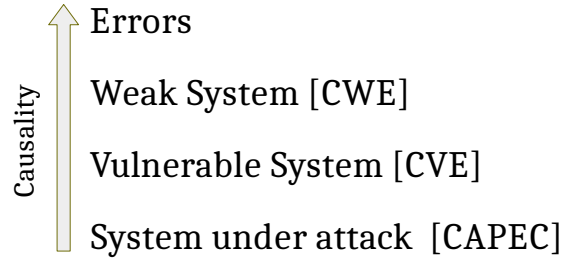 Errors
Weak System [CWE]
Causality
Vulnerable System [CVE]
System under attack [CAPEC]